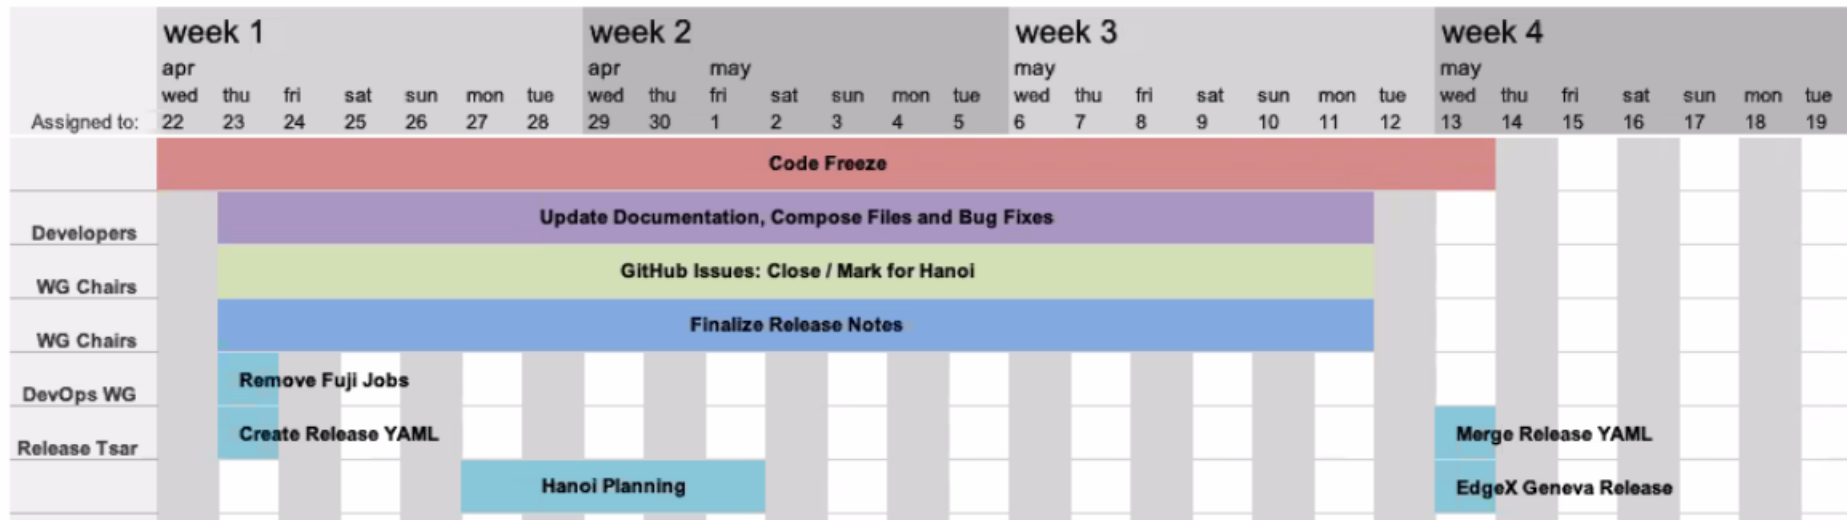 week 1 week 2 week 3 week 4
apr apr may may may
wed thu fri sat sun mon tue wed thu fri sat sun mon tue wed thu fri sat sun mon tue wed thu fri sat sun mon tue
Assigned to: 22 23 24 25 26 27 28 29 30 1 2 3 4 5 6 7 8 9 10 11 12 13 14 15 16 17 18 19
Code Freeze
Developers Update Documentation, Compose Files and Bug Fixes
WG Chairs GitHub Issues: Close / Mark for Hanoi
WG Chairs Finalize Release Notes
DevOps WG Remove Fuji Jobs
Release Tsar Create Release YAML Merge Release YAML
Hanoi Planning EdgeX Geneva Release